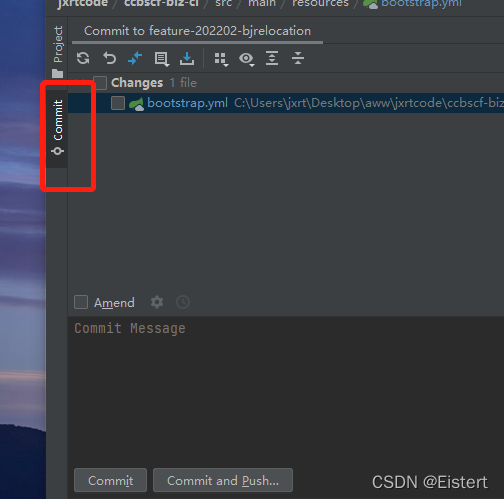 jxrtcode / ccbscf-biz-cl / src / main / resources / bootstrap.yml
Project
Commit
Commit to feature-202202-bjrelocation
Changes 1 file
bootstrap.yml C:\Users\jxrt\Desktop\aww\jxrtcode\ccbscf-biz
Amend
Commit Message
Commit
Commit and Push...
CSDN @Eistert